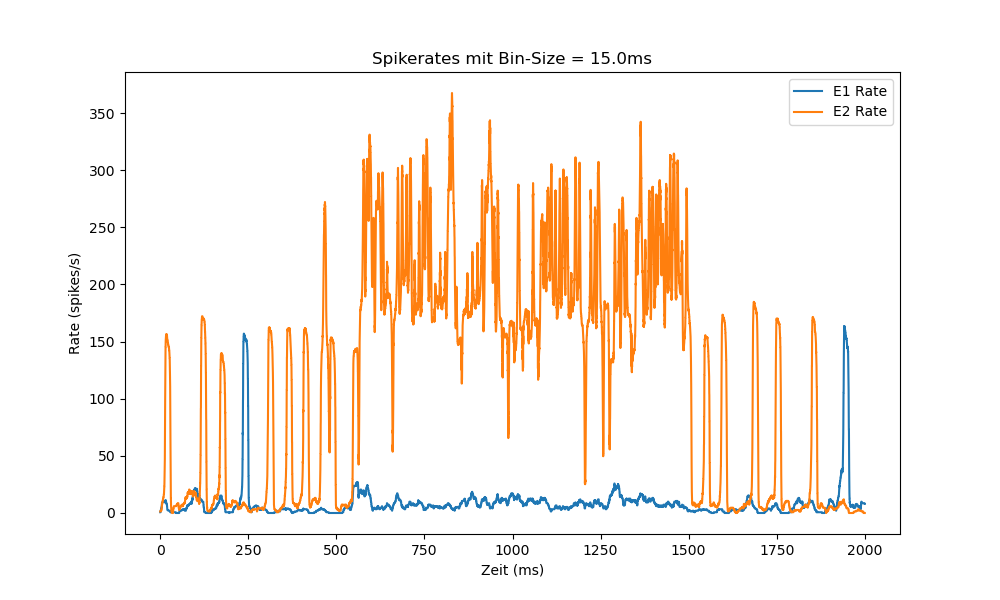 Spikerates mit Bin-Size = 15.0ms
E1 Rate
E2 Rate
Rate (spikes/s)
350
300
250
200
150
100
50
0
0 250 500 750 1000 1250 1500 1750 2000
Zeit (ms)